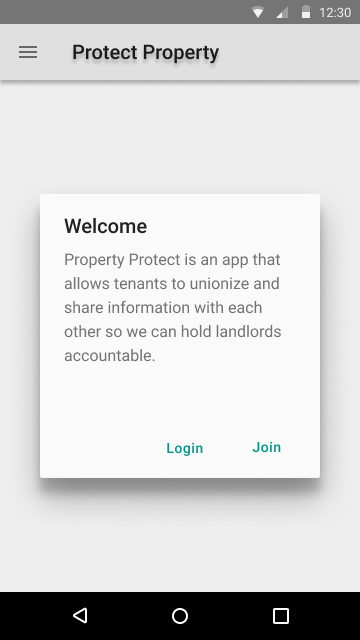 12:30
Protect Property
Welcome
Property Protect is an app that
allows tenants to unionize and
share information with each
other so we can hold landlords
accountable.
Login Join